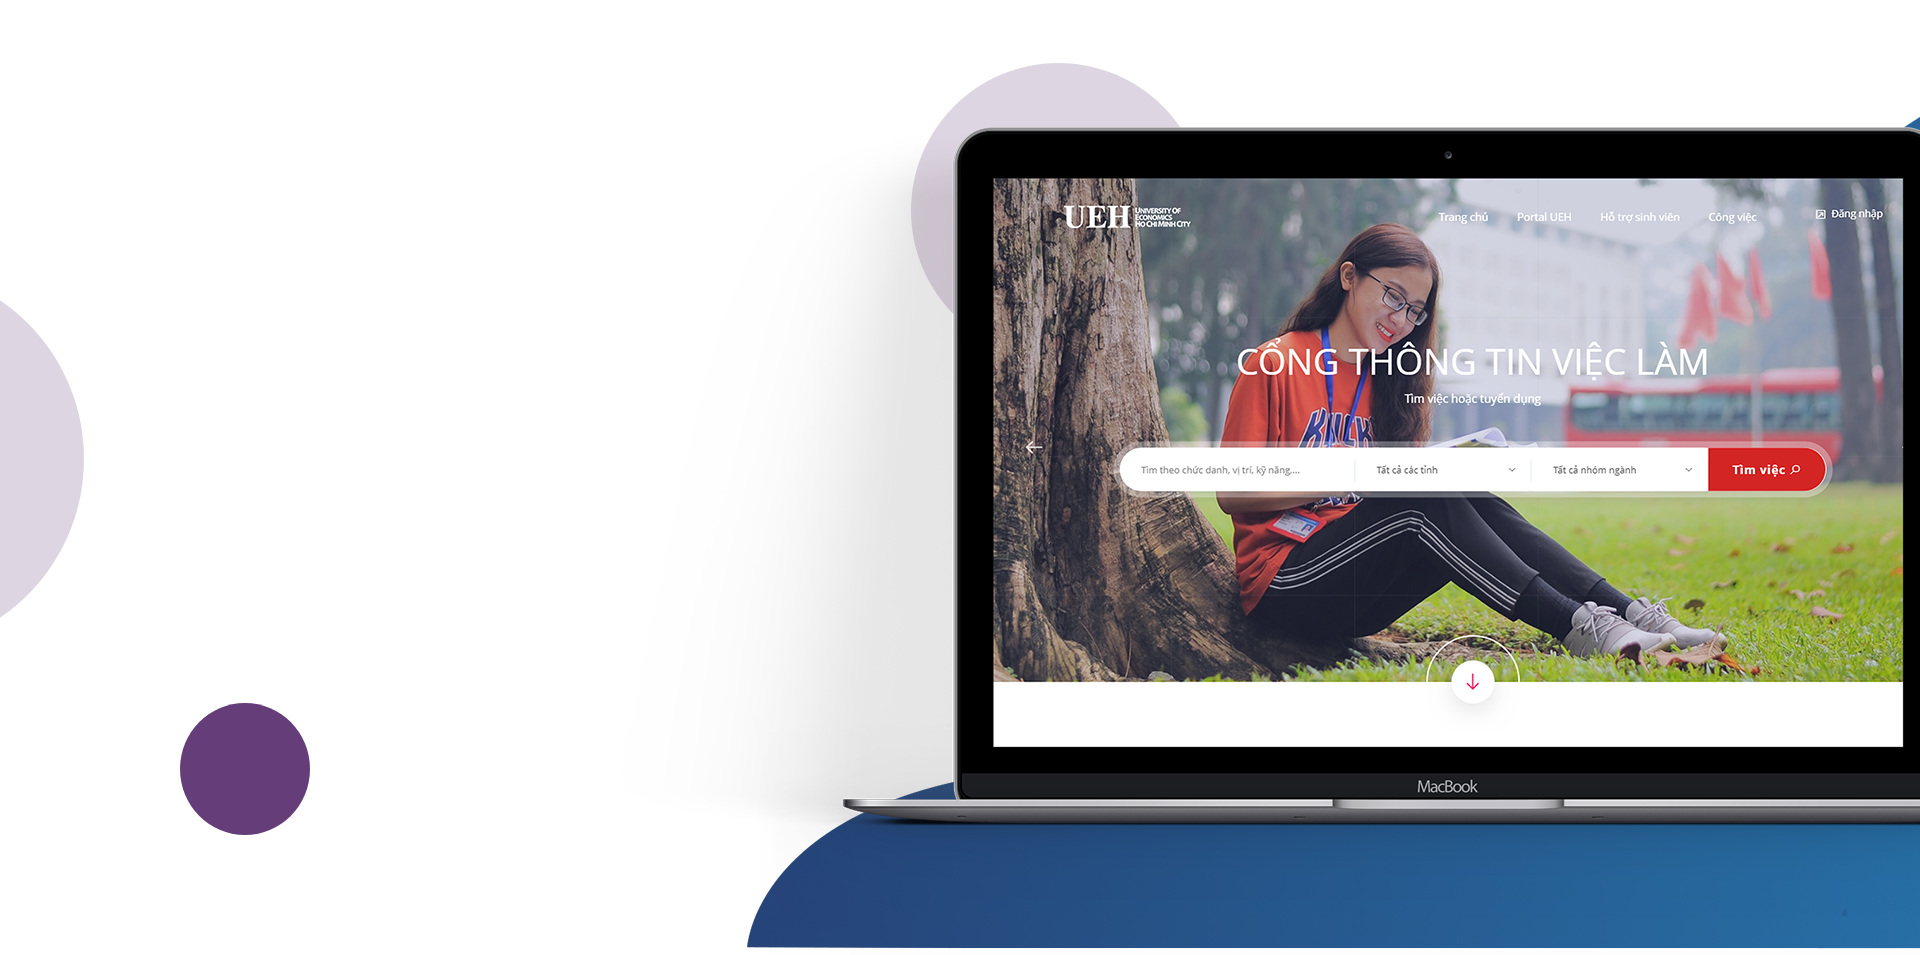 UEH
UNIVERSITY OF
ECONOMICS
HO CHI MINH CITY
Trang chủ
Portal UEH
Hỗ trợ sinh viên
Công việc
Đăng nhập
CỔNG THÔNG TIN VIỆC LÀM
Tìm việc hoặc tuyển dụng
Tìm theo chức danh, vị trí, kỹ năng,...
Tất cả các tỉnh
Tất cả nhóm ngành
Tìm việc
MacBook